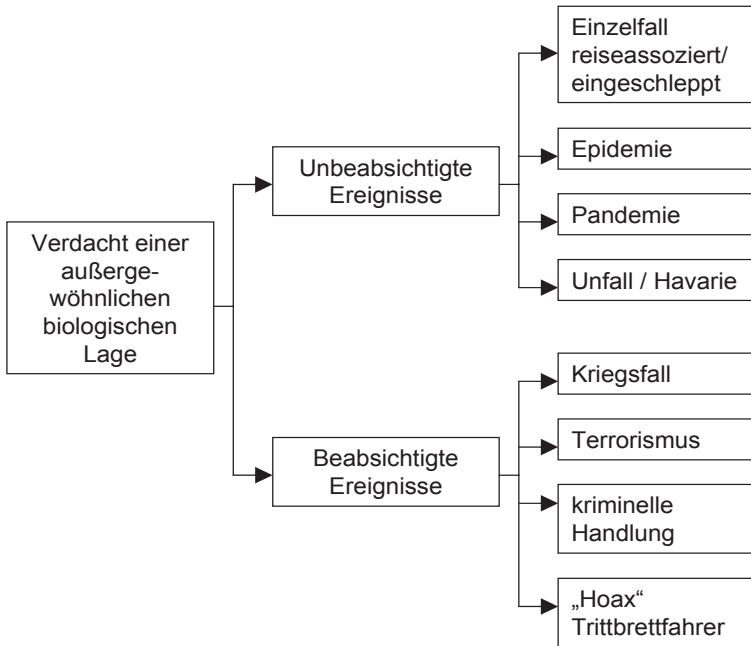 Verdacht einer
außerge-
wöhnlichen
biologischen
Lage
Unbeabsichtigte
Ereignisse
Einzelfall
reiseassoziert/
eingeschleppt
Epidemie
Pandemie
Unfall / Havarie
Beabsichtigte
Ereignisse
Kriegsfall
Terrorismus
kriminelle
Handlung
„Hoax“
Trittbrettfahrer